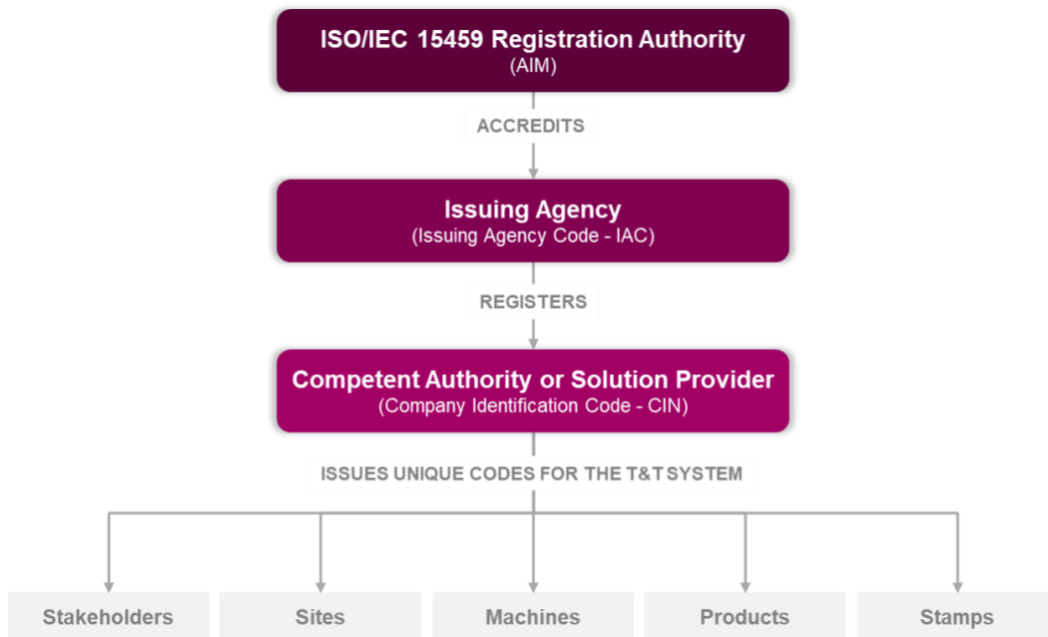 ISO/IEC 15459 Registration Authority
(AIM)
ACCREDITS
Issuing Agency
(Issuing Agency Code - IAC)
REGISTERS
Competent Authority or Solution Provider
(Company Identification Code - CIN)
ISSUES UNIQUE CODES FOR THE T&T SYSTEM
Stakeholders Sites Machines Products Stamps